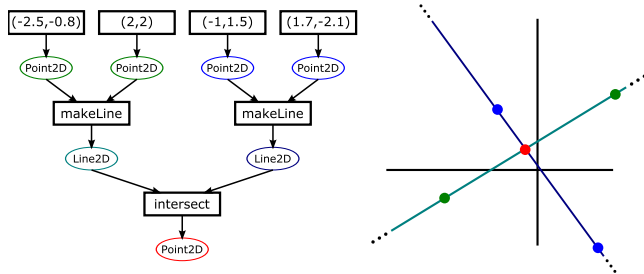 (-2.5,-0.8) (2,2) (-1,1.5) (1.7,-2.1)
Point2D Point2D Point2D Point2D
makeLine makeLine
Line2D Line2D
intersect
Point2D